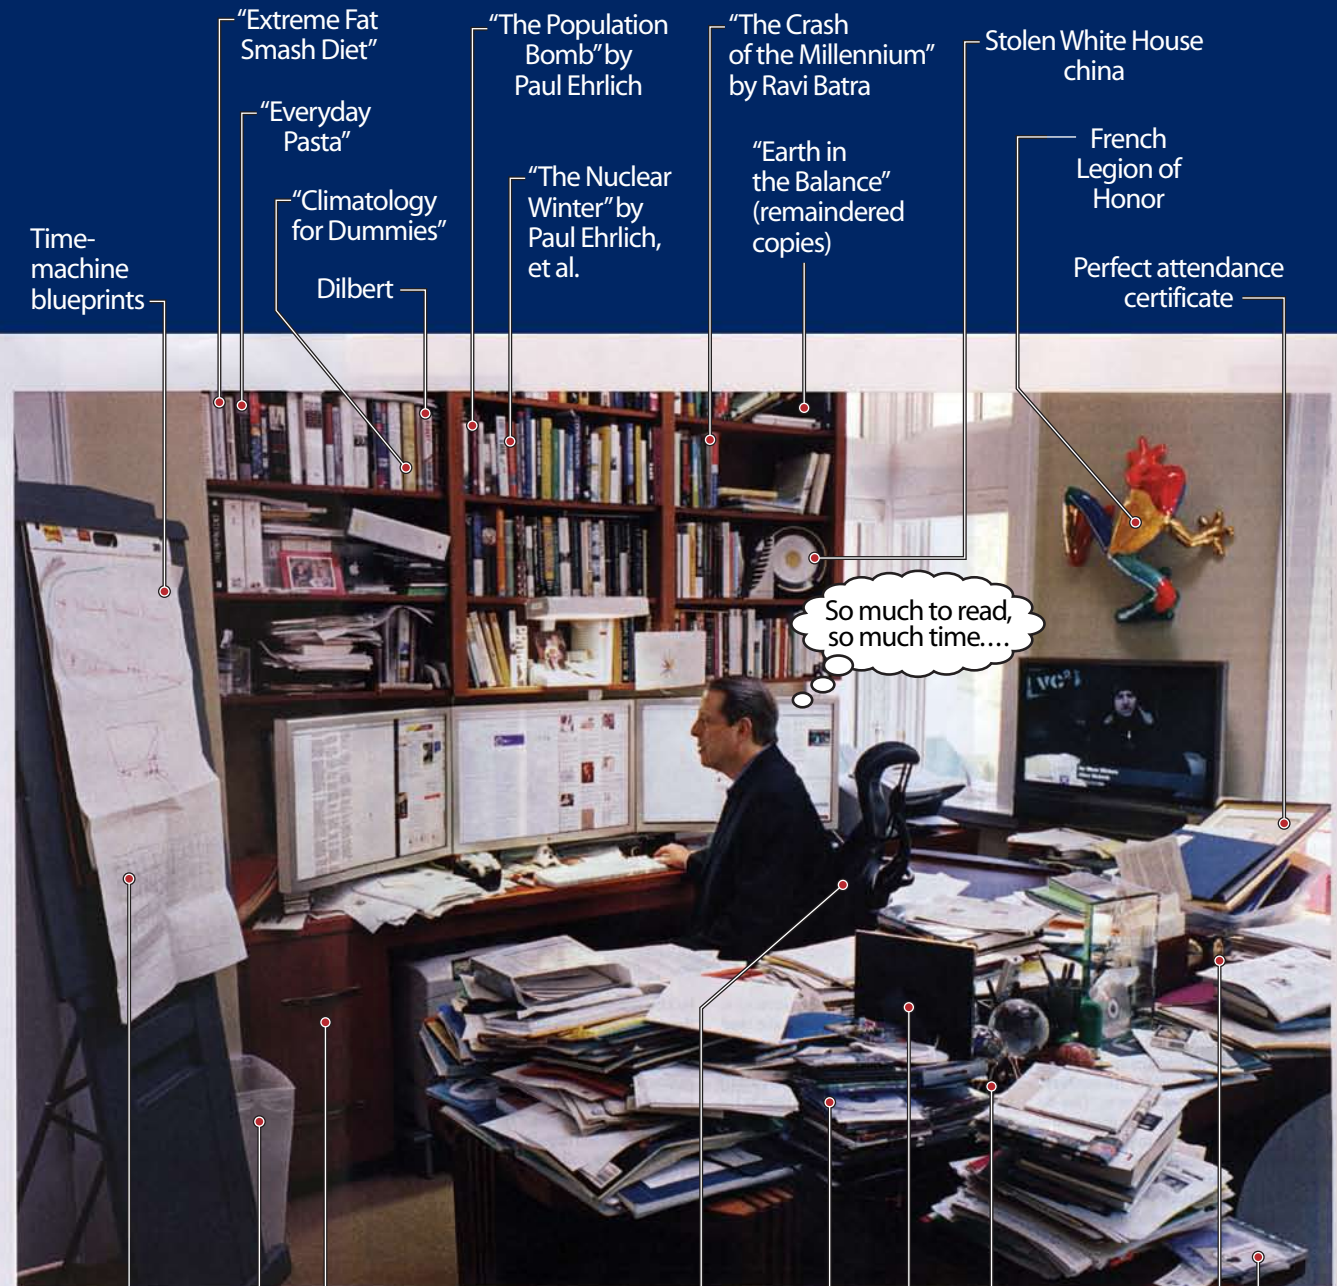 “Extreme Fat
Smash Diet”
“The Population
Bomb” by
Paul Ehrlich
“The Crash
of the Millennium”
by Ravi Batra
Stolen White House
china
“Everyday
Pasta”
French
Legion of
Honor
“Earth in
the Balance”
(remaindered
copies)
“The Nuclear
Winter” by
Paul Ehrlich,
et al.
“Climatology
for Dummies”
Time-
machine
blueprints
Dilbert
Perfect attendance
certificate
So much to read,
so much time....